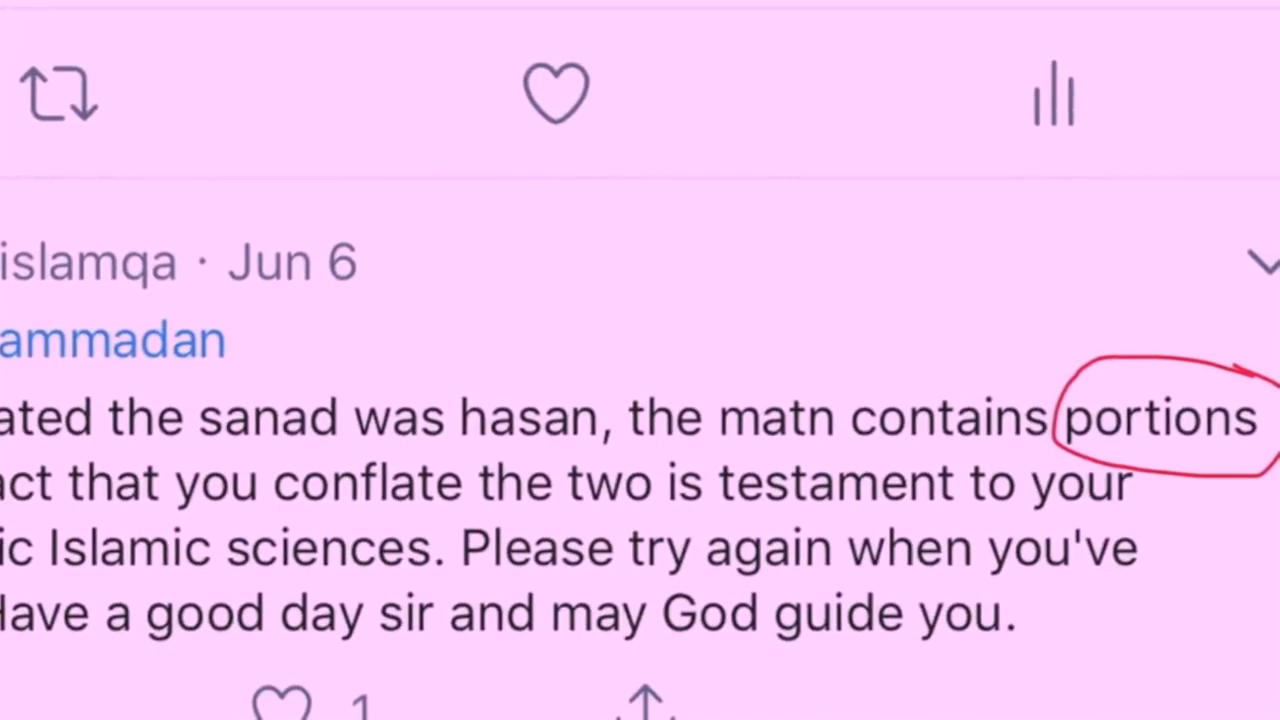 islamqa · Jun 6
ammadan
ated the sanad was hasan, the matn contains portions
act that you conflate the two is testament to your
ic Islamic sciences. Please try again when you've
Have a good day sir and may God guide you.
1